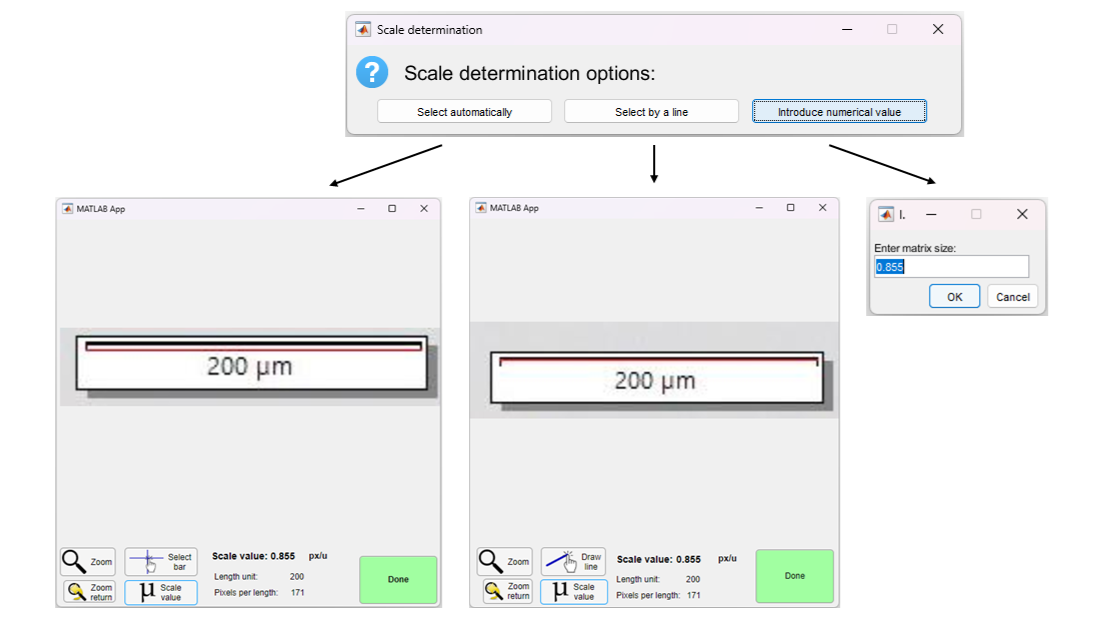 Scale determination
Scale determination options:
Select automatically
Select by a line
Introduce numerical value
MATLAB App
200 µm
Zoom
Select
bar
Zoom
return
µ Scale
value
Scale value: 0.855 px/u
Length unit: 200
Pixels per length: 171
Done
MATLAB App
200 µm
Zoom
Draw
line
Zoom
return
µ Scale
value
Scale value: 0.855 px/u
Length unit: 200
Pixels per length: 171
Done
I.
Enter matrix size:
0.855
OK
Cancel